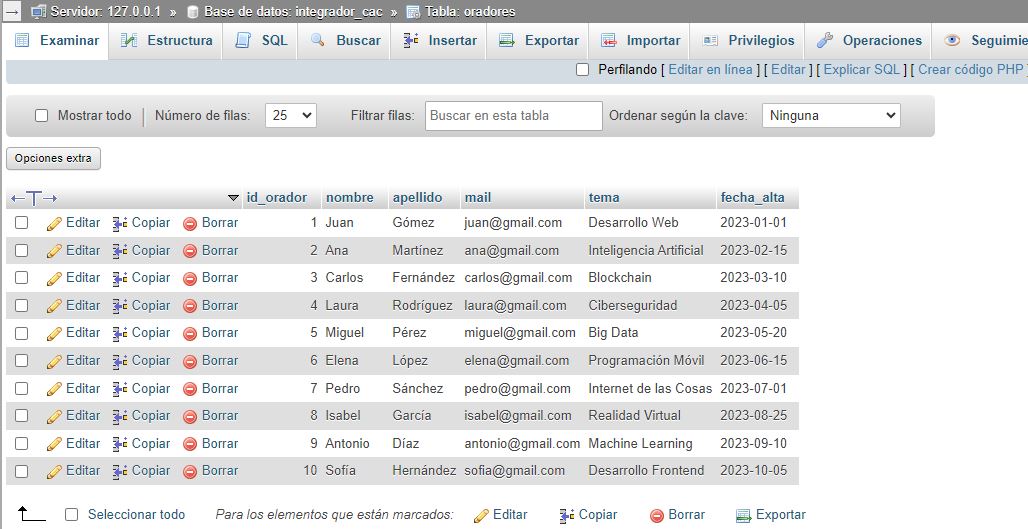 Servidor: 127.0.0.1 » Base de datos: integrador_cac » Tabla: oradores
Examinar Estructura SQL Buscar Insertar Exportar Importar Privilegios Operaciones Seguimie
Perfilando [ Editar en línea ] [ Editar ] [ Explicar SQL ] [ Crear código PHP ]
Mostrar todo Número de filas: 25 Filtrar filas: Buscar en esta tabla Ordenar según la clave: Ninguna
Opciones extra
←T→ id_orador nombre apellido mail tema fecha_alta
Editar Copiar Borrar 1 Juan Gómez juan@gmail.com Desarrollo Web 2023-01-01
Editar Copiar Borrar 2 Ana Martínez ana@gmail.com Inteligencia Artificial 2023-02-15
Editar Copiar Borrar 3 Carlos Fernández carlos@gmail.com Blockchain 2023-03-10
Editar Copiar Borrar 4 Laura Rodríguez laura@gmail.com Ciberseguridad 2023-04-05
Editar Copiar Borrar 5 Miguel Pérez miguel@gmail.com Big Data 2023-05-20
Editar Copiar Borrar 6 Elena López elena@gmail.com Programación Móvil 2023-06-15
Editar Copiar Borrar 7 Pedro Sánchez pedro@gmail.com Internet de las Cosas 2023-07-01
Editar Copiar Borrar 8 Isabel García isabel@gmail.com Realidad Virtual 2023-08-25
Editar Copiar Borrar 9 Antonio Díaz antonio@gmail.com Machine Learning 2023-09-10
Editar Copiar Borrar 10 Sofía Hernández sofia@gmail.com Desarrollo Frontend 2023-10-05
Seleccionar todo Para los elementos que están marcados: Editar Copiar Borrar Exportar